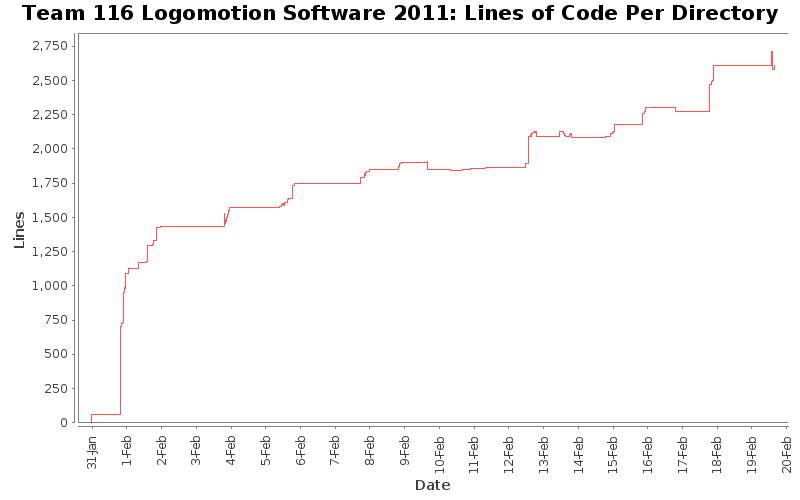 Team 116 Logomotion Software 2011: Lines of Code Per Directory
2,750
2,500
2,250
2,000
1,750
1,500
1,250
1,000
750
500
250
0
Lines
31-Jan
1-Feb
2-Feb
3-Feb
4-Feb
5-Feb
6-Feb
7-Feb
8-Feb
9-Feb
10-Feb
11-Feb
12-Feb
13-Feb
14-Feb
15-Feb
16-Feb
17-Feb
18-Feb
19-Feb
20-Feb
Date